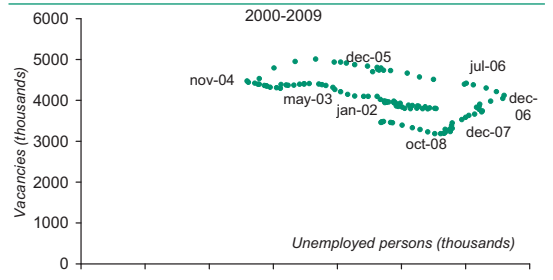 2000-2009
6000
5000
4000
3000
2000
1000
0
Vacancies (thousands)
dec-05
jul-06
nov-04
may-03
jan-02
dec-
06
dec-07
oct-08
Unemployed persons (thousands)